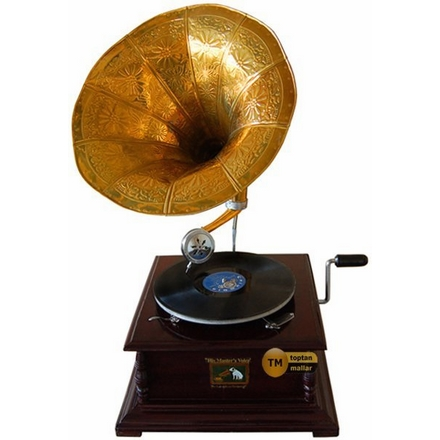 "His Master's Voice"
TM toptan
mallar